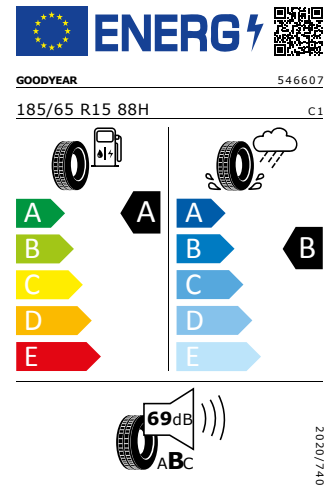 ENERG
GOODYEAR 546607
185/65 R15 88H C1
A A A
B B B
C C
D D
E E
69dB
ABC
2020/740